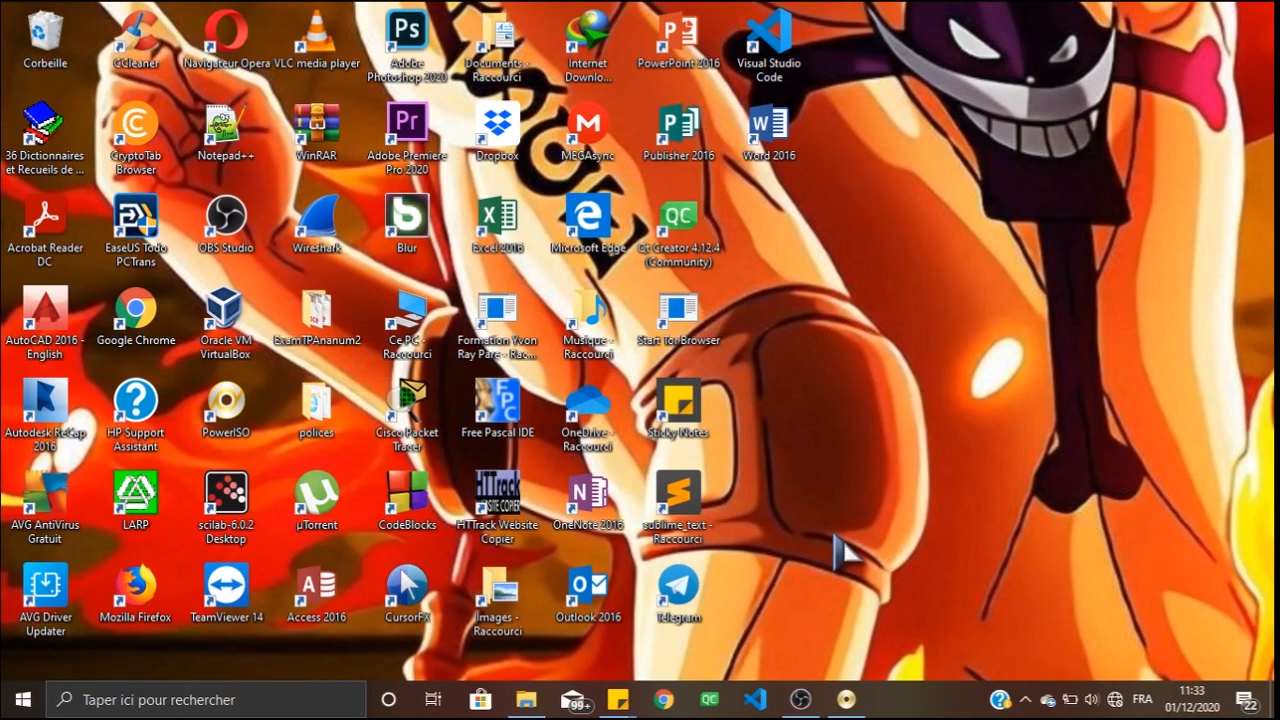 Corbeille
CCleaner
Navigateur Opera
VLC media player
Adobe
Photoshop 2020
Documents -
Raccourci
Internet
Downlo...
PowerPoint 2016
Visual Studio
Code
36 Dictionnaires
et Recueils de ...
CryptoTab
Browser
Notepad++
WinRAR
Adobe Premiere
Pro 2020
Dropbox
MEGAsync
Publisher 2016
Word 2016
Acrobat Reader
DC
EaseUS Todo
PCTrans
OBS Studio
Wireshark
Blur
Excel 2016
Microsoft Edge
Qt Creator 4.12.4
(Community)
AutoCAD 2016 -
English
Google Chrome
Oracle VM
VirtualBox
ExamTPAnanum2
Ce PC -
Raccourci
Formation Yvon
Ray Pare - Rac...
Musique -
Raccourci
Start Tor Browser
Autodesk ReCap
2016
HP Support
Assistant
PowerISO
polices
Cisco Packet
Tracer
Free Pascal IDE
OneDrive -
Raccourci
Sticky Notes
AVG AntiVirus
Gratuit
LARP
scilab-6.0.2
Desktop
µTorrent
CodeBlocks
HTTrack Website
Copier
OneNote 2016
sublime_text -
Raccourci
AVG Driver
Updater
Mozilla Firefox
TeamViewer 14
Access 2016
CursorFX
Images -
Raccourci
Outlook 2016
Telegram
Taper ici pour rechercher
99+
QC
FRA
11:33
01/12/2020
22